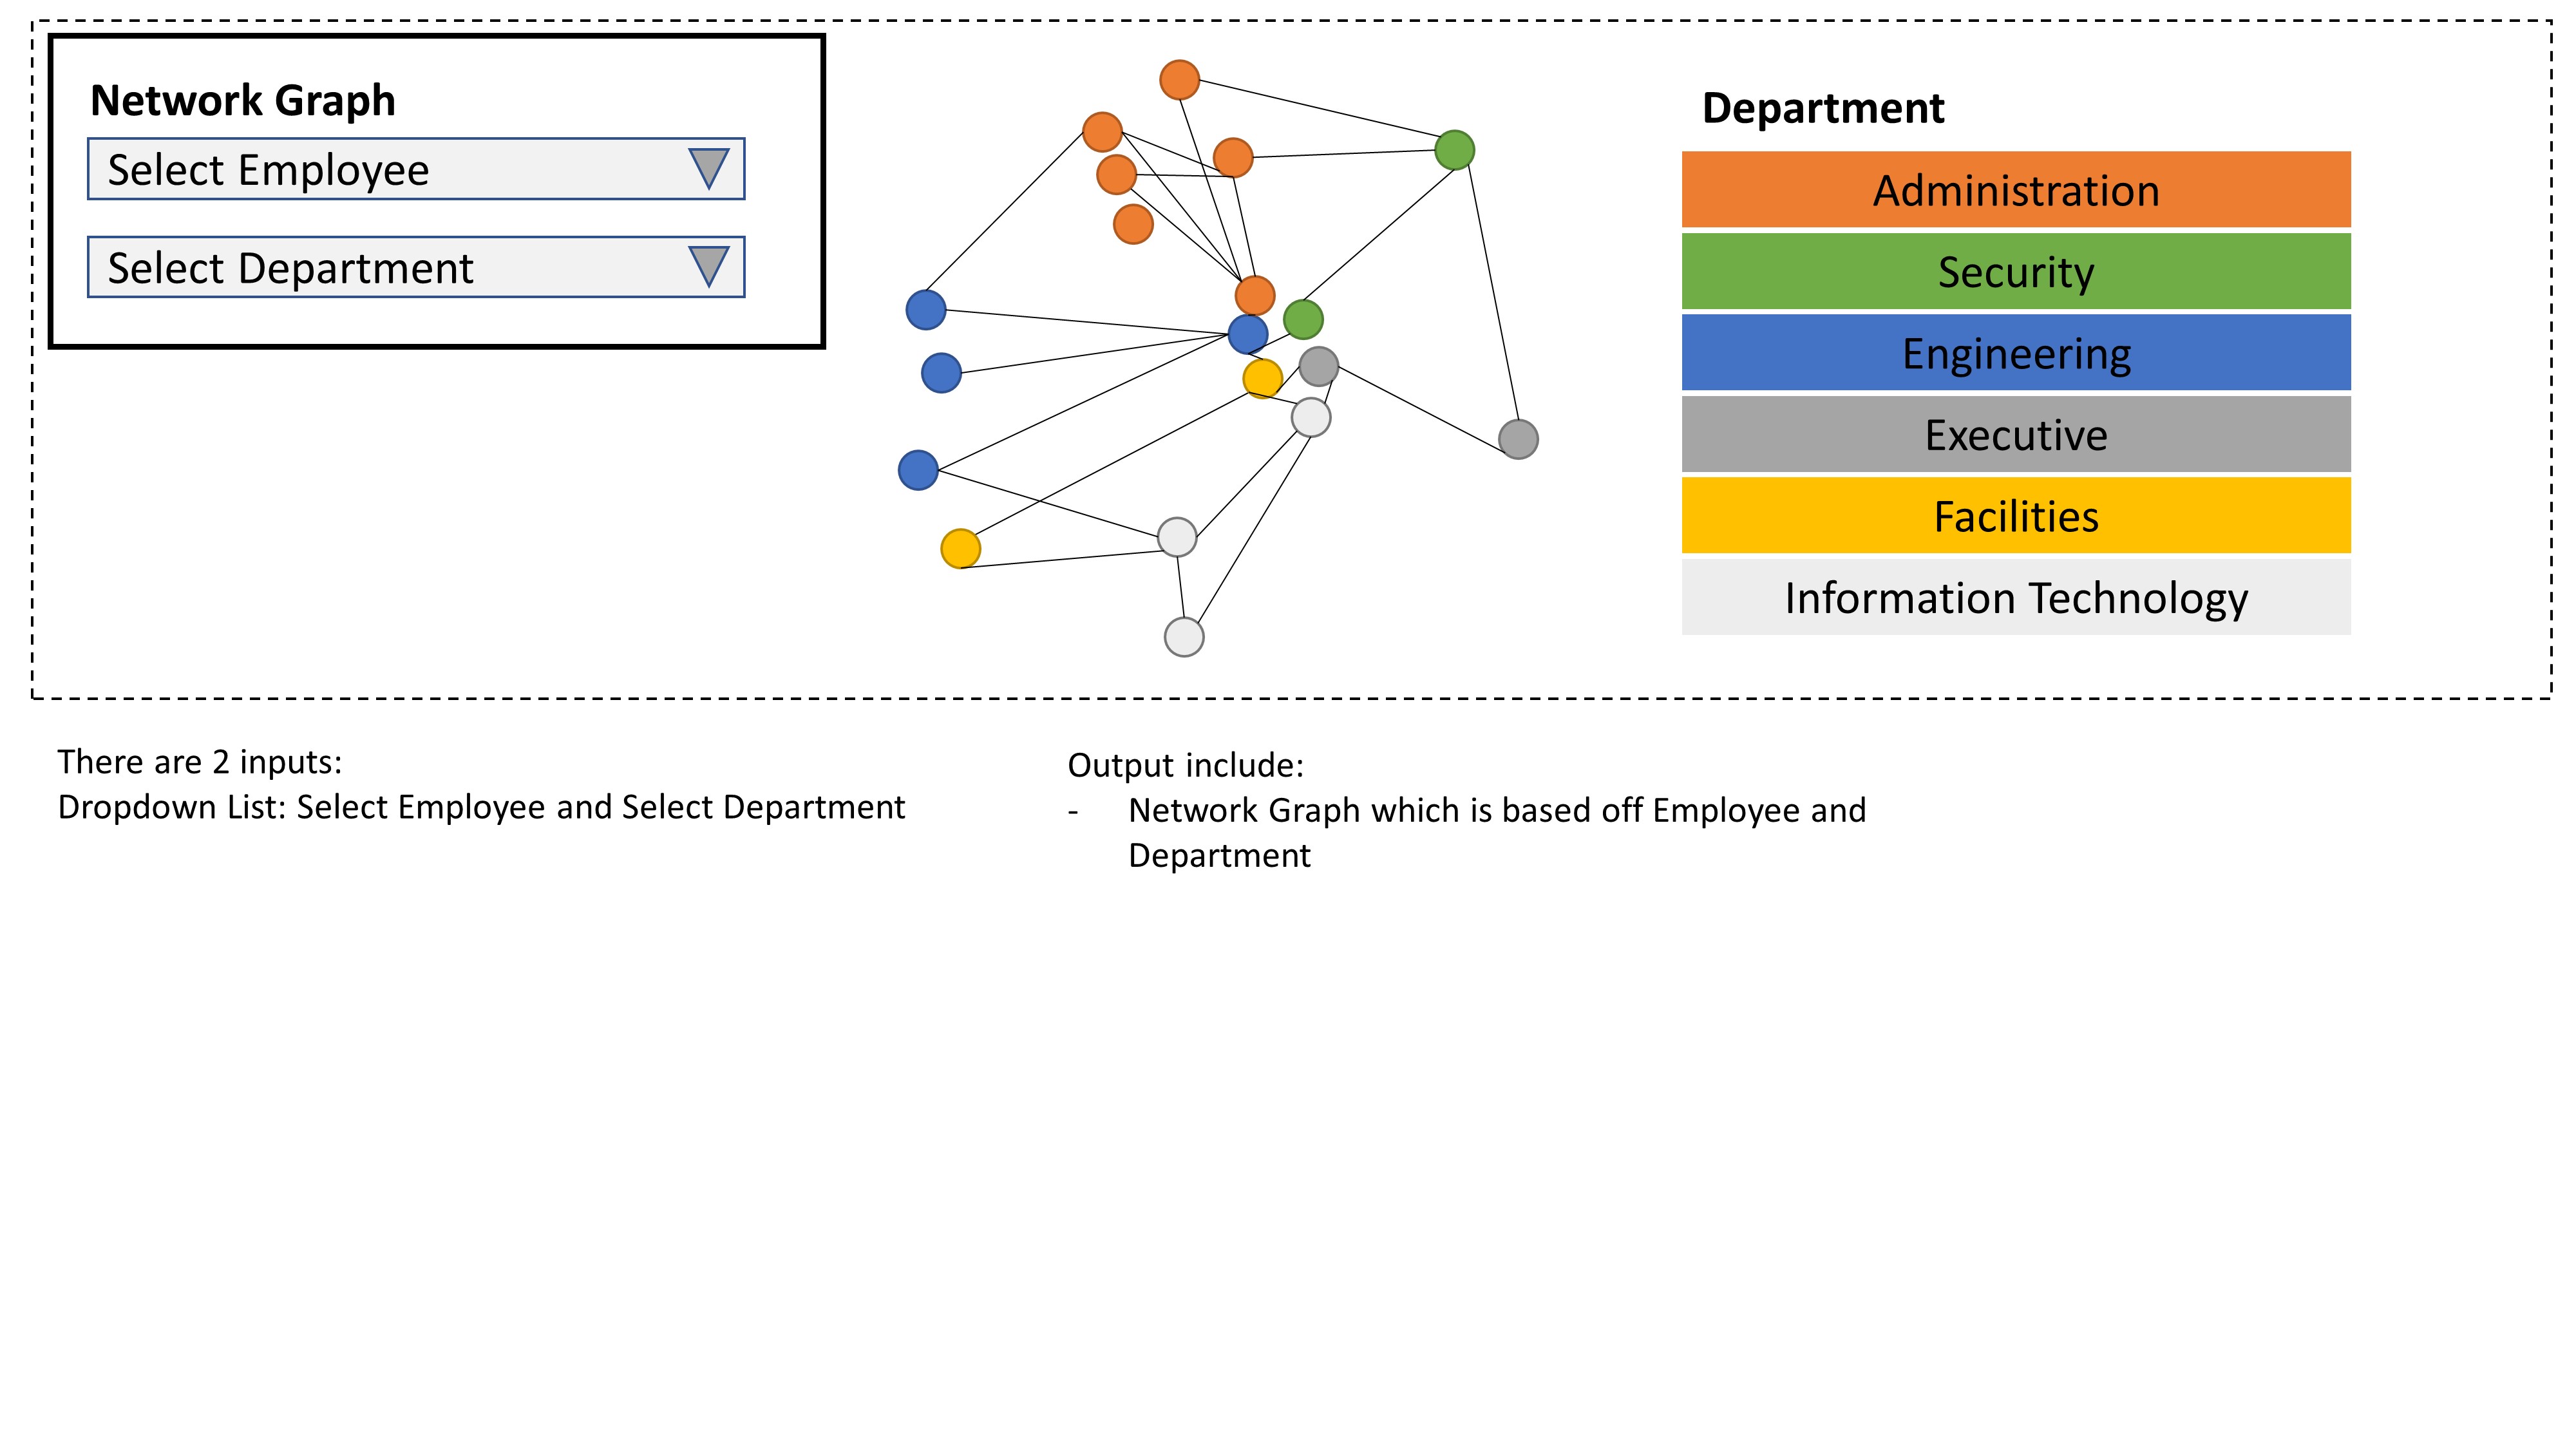 Network Graph
Select Employee
Select Department
Department
Administration
Security
Engineering
Executive
Facilities
Information Technology
There are 2 inputs:
Dropdown List: Select Employee and Select Department
Output include:
- Network Graph which is based off Employee and
Department